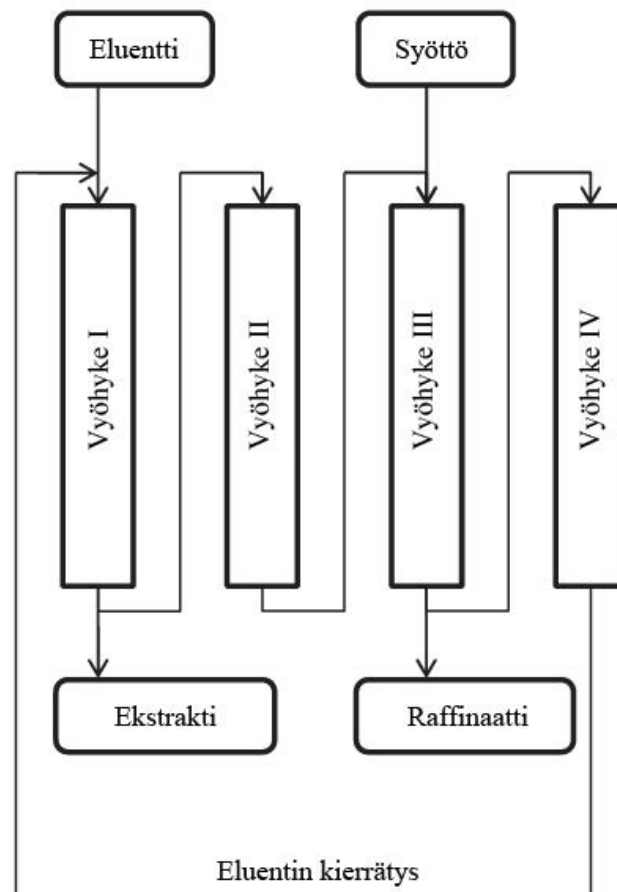 Eluentti
Syöttö
Vyöhyke I
Vyöhyke II
Vyöhyke III
Vyöhyke IV
Ekstrakti
Raffinaatti
Eluentin kierrätys